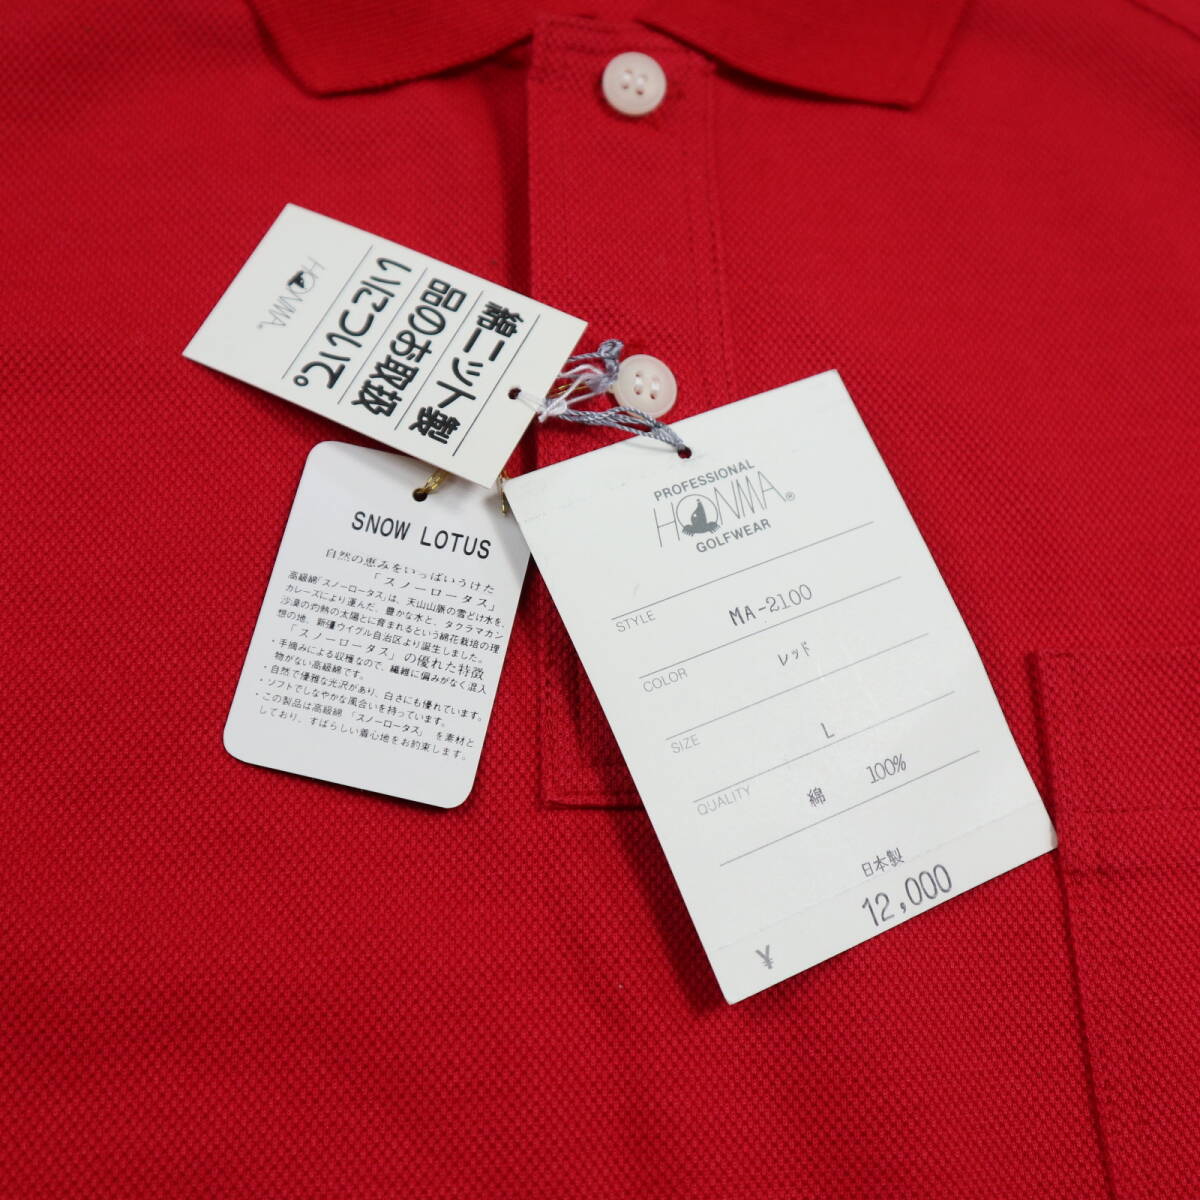 綿ニット製
品のお取扱
いについて。
HONMA®
SNOW LOTUS
自然の恵みをいっぱいうけた
「スノーロータス」
高級綿「スノーロータス」は、天山山脈の雪どけ水を、
カレーズにより運んだ、豊かな水と、タクラマカン
沙漠の灼熱の太陽とに育まれるという綿花栽培の理
想の地、新疆ウイグル自治区より誕生しました。
「スノーロータス」の優れた特徴
・手摘みによる収穫なので、繊維に偏みがなく混入
物がない高級綿です。
・自然で優雅な光沢があり、白さにも優れています。
・ソフトでしなやかな風合いを持っています。
・この製品は高級綿「スノーロータス」を素材と
しており、すばらしい着心地をお約束します。
PROFESSIONAL
HONMA®
GOLFWEAR
STYLE MA-2100
COLOR レッド
SIZE L
QUALITY 綿 100%
日本製
¥ 12,000